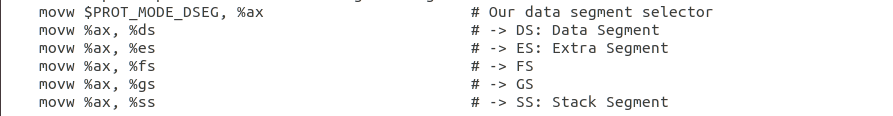 movw $PROT_MODE_DSEG, %ax # Our data segment selector
movw %ax, %ds # -> DS: Data Segment
movw %ax, %es # -> ES: Extra Segment
movw %ax, %fs # -> FS
movw %ax, %gs # -> GS
movw %ax, %ss # -> SS: Stack Segment